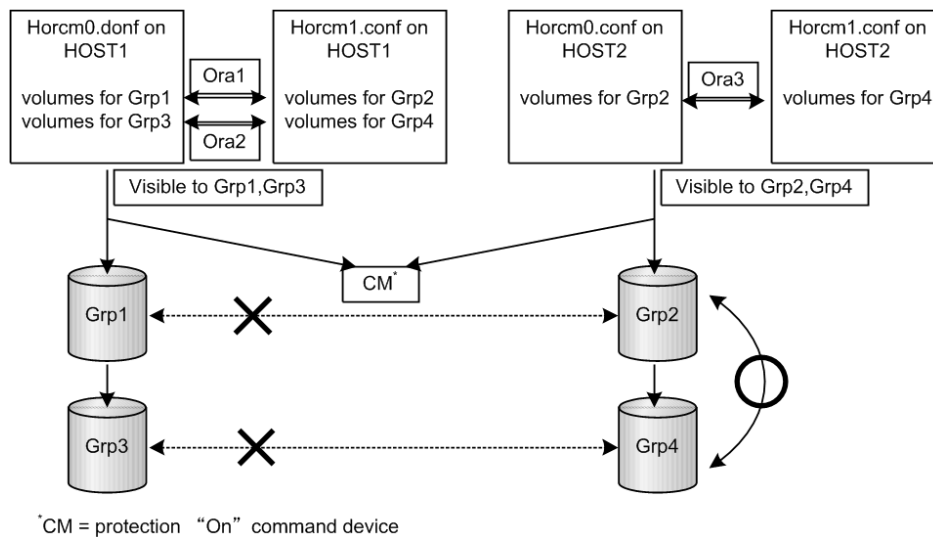 Horcm0.donf on
HOST1
volumes for Grp1
volumes for Grp3
Ora1
Ora2
Horcm1.conf on
HOST1
volumes for Grp2
volumes for Grp4
Horcm0.conf on
HOST2
volumes for Grp2
Ora3
Horcm1.conf on
HOST2
volumes for Grp4
Visible to Grp1,Grp3
Visible to Grp2,Grp4
CM*
Grp1
Grp2
Grp3
Grp4
*CM = protection “On” command device